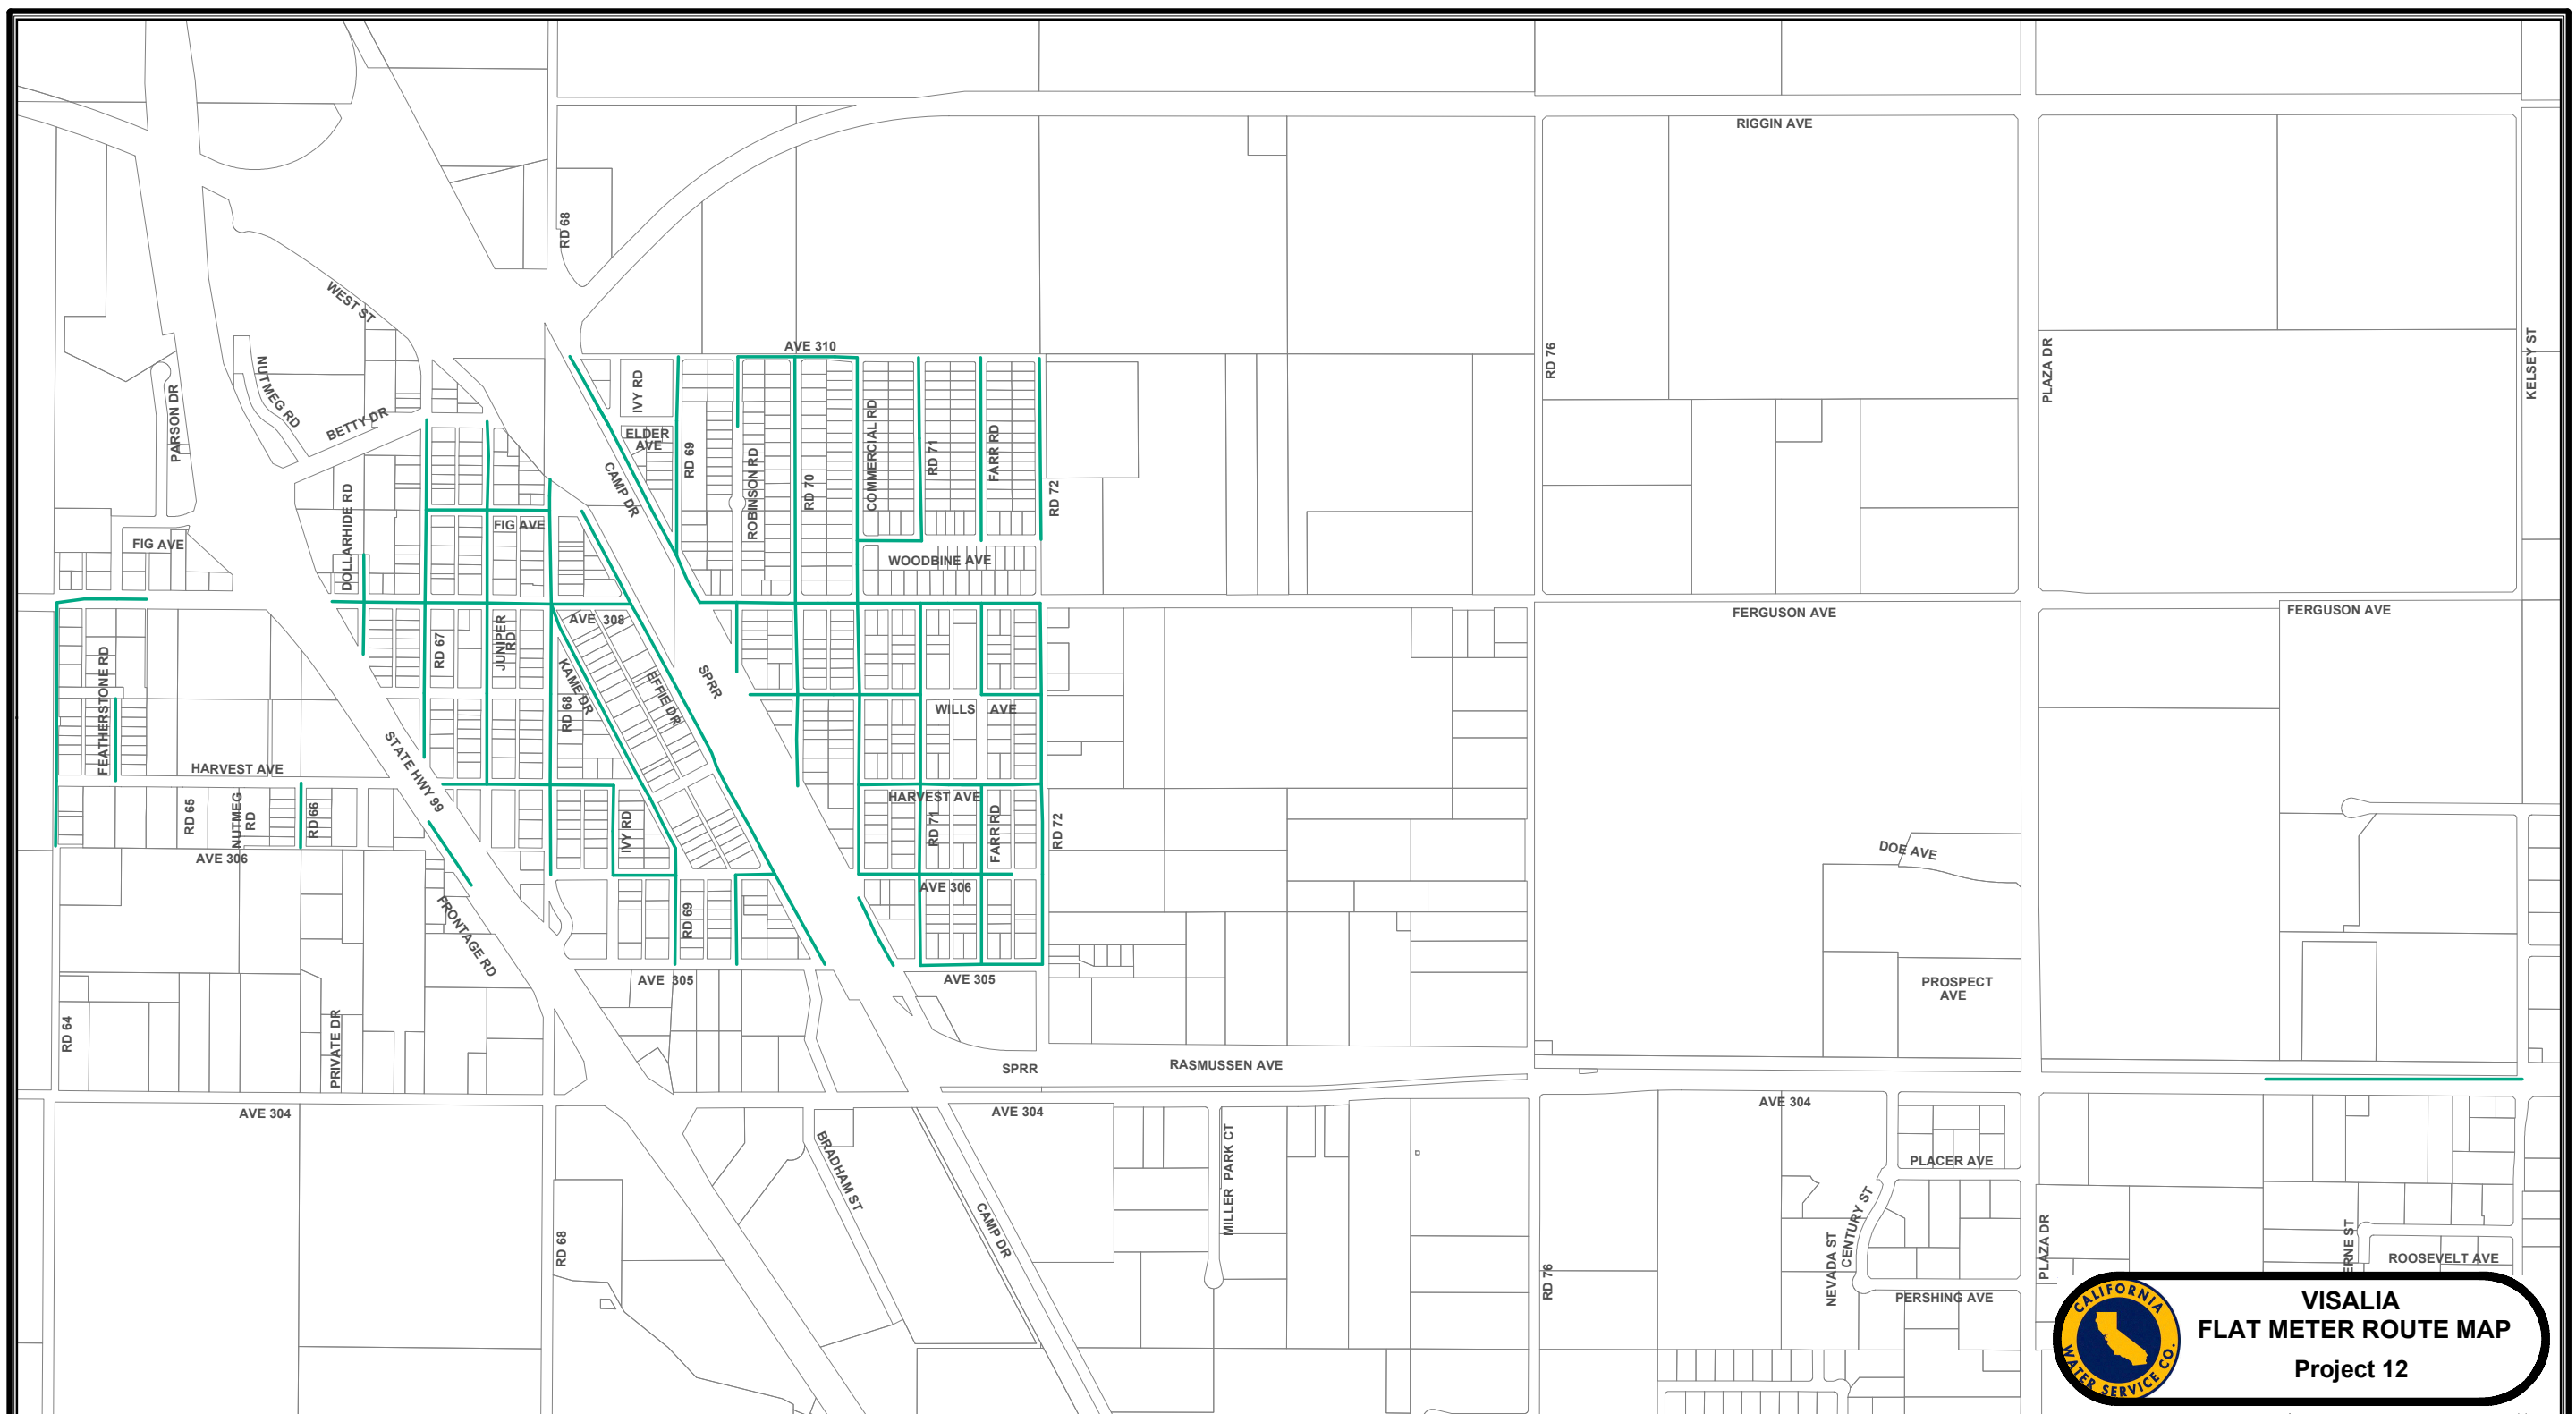 RIGGIN AVE
RD 68
WEST ST
NUTMEG RD
PARSON DR
BETTY DR
AVE 310
IVY RD
ELDER
AVE
RD 69
CAMP DR
ROBINSON RD
RD 70
COMMERCIAL RD
RD 71
FARR RD
RD 72
RD 76
PLAZA DR
KELSEY ST
DOLLARHIDE RD
FIG AVE
FIG AVE
WOODBINE AVE
FERGUSON AVE
FERGUSON AVE
AVE 308
FEATHERSTONE RD
RD 67
JUNIPER
RD
KAME DR
EFFIE DR
RD 68
SPRR
WILLS AVE
HARVEST AVE
STATE HWY 99
HARVEST AVE
RD 65
NUTMEG
RD
RD 66
IVY RD
RD 71
FARR RD
RD 72
AVE 306
AVE 306
DOE AVE
FRONTAGE RD
RD 69
AVE 305
AVE 305
PROSPECT
AVE
RD 64
PRIVATE DR
SPRR
RASMUSSEN AVE
AVE 304
AVE 304
AVE 304
BRADHAM ST
MILLER PARK CT
CAMP DR
RD 68
RD 76
PLACER AVE
CENTURY ST
NEVADA ST
PLAZA DR
ERNE ST
ROOSEVELT AVE
PERSHING AVE
CALIFORNIA
WATER SERVICE CO.
VISALIA
FLAT METER ROUTE MAP
Project 12